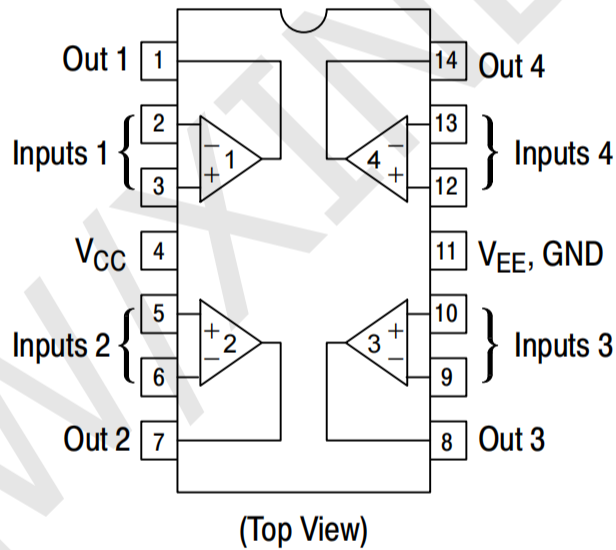 Out 1 1 14 Out 4
2 − 13 −
Inputs 1 1 4 Inputs 4
3 + 12 +
VCC 4 11 VEE, GND
5 + 10 +
Inputs 2 2 3 Inputs 3
6 − 9 −
Out 2 7 8 Out 3
(Top View)